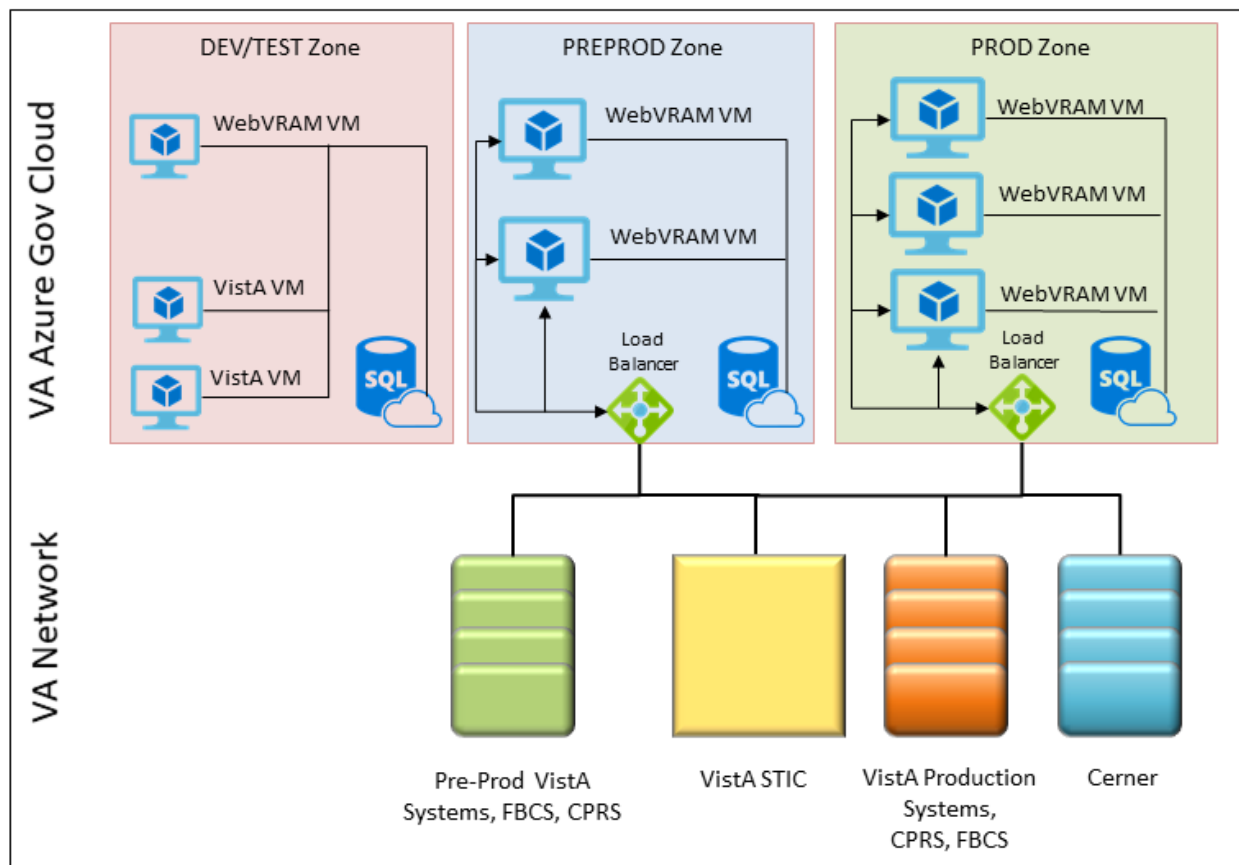 VA Azure Gov Cloud
DEV/TEST Zone
WebVRAM VM
VistA VM
VistA VM
SQL
PREPROD Zone
WebVRAM VM
WebVRAM VM
Load
Balancer
SQL
PROD Zone
WebVRAM VM
WebVRAM VM
WebVRAM VM
Load
Balancer
SQL
VA Network
Pre-Prod VistA
Systems, FBCS, CPRS
VistA STIC
VistA Production
Systems,
CPRS, FBCS
Cerner